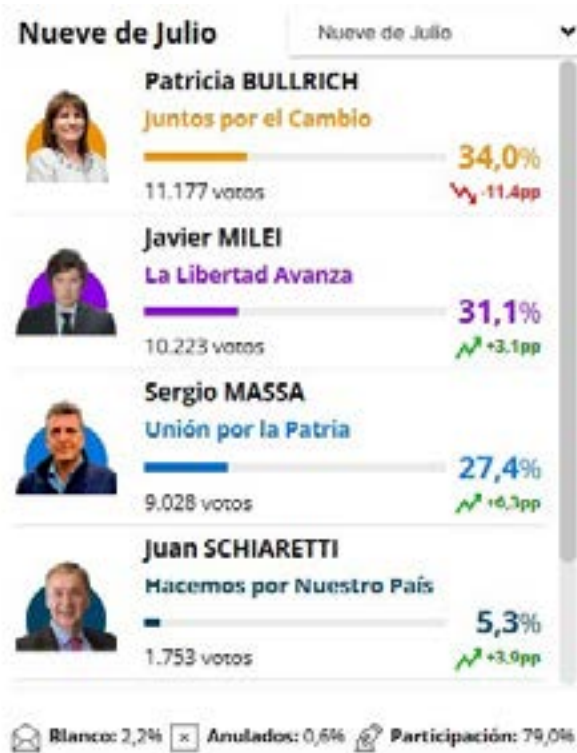 Nueve de Julio
Nueve de Julio
Patricia BULLRICH
Juntos por el Cambio
34,0%
11.177 votos
-11.4pp
Javier MILEI
La Libertad Avanza
31,1%
10.223 votos
+3.1pp
Sergio MASSA
Unión por la Patria
27,4%
9.028 votos
+6,3pp
Juan SCHIARETTI
Hacemos por Nuestro País
5,3%
1.753 votos
+3.9pp
Blanco: 2,2% Anulados: 0,6% Participación: 79,0%